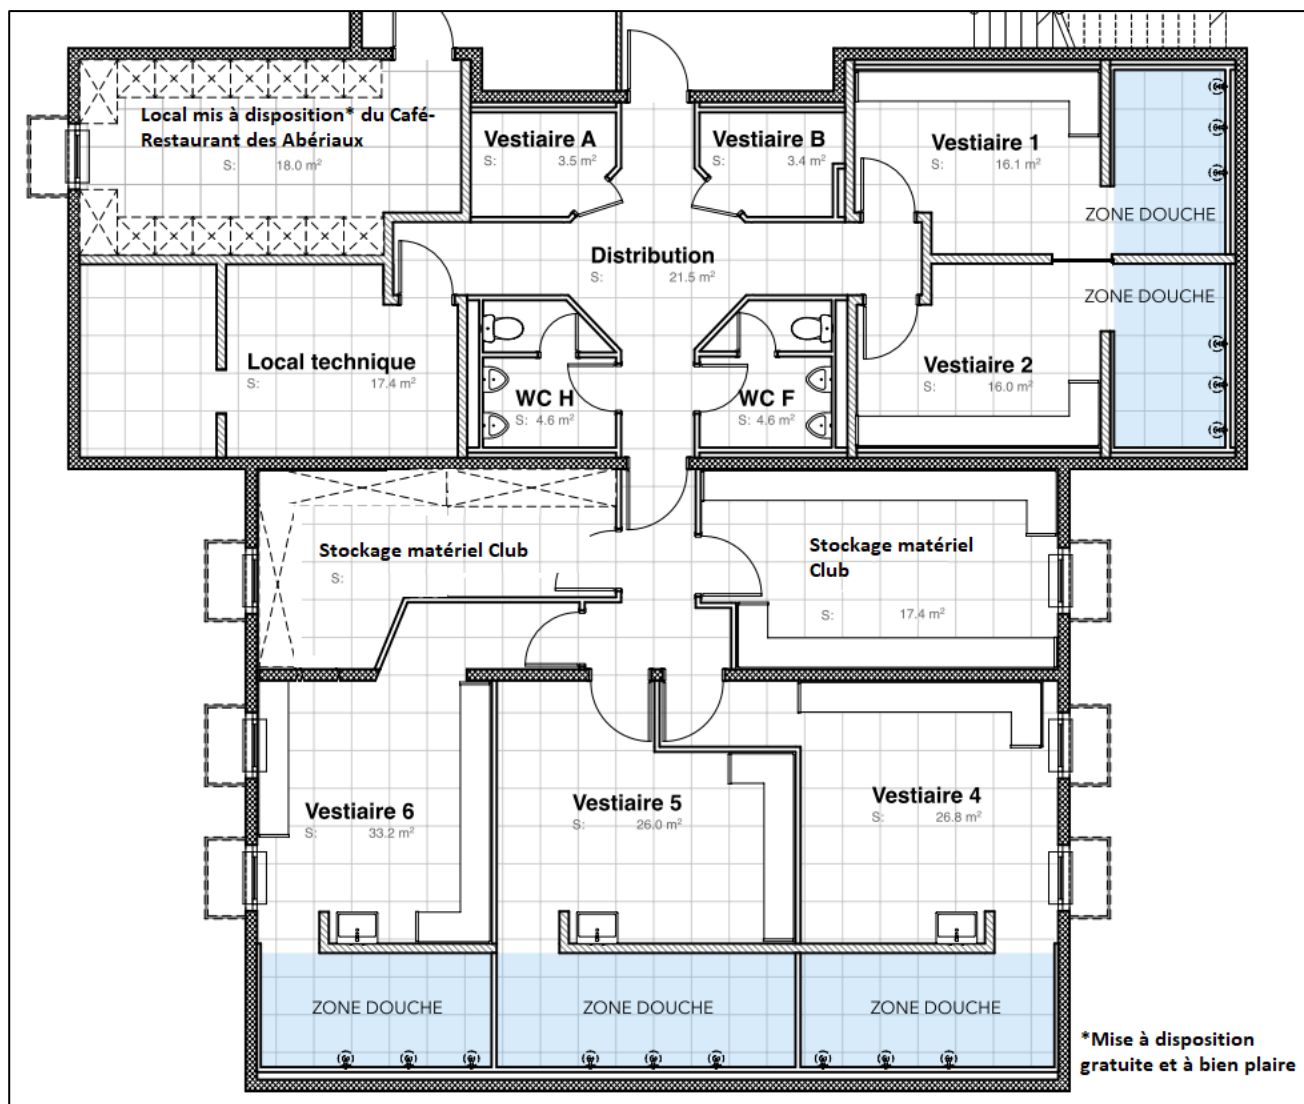 Local mis à disposition* du Café-
Restaurant des Abériaux
S: 18.0 m²
Vestiaire A
S: 3.5 m²
Vestiaire B
S: 3.4 m²
Vestiaire 1
S: 16.1 m²
ZONE DOUCHE
Distribution
S: 21.5 m²
ZONE DOUCHE
Local technique
S: 17.4 m²
WC H
S: 4.6 m²
WC F
S: 4.6 m²
Vestiaire 2
S: 16.0 m²
Stockage matériel Club
S:
Stockage matériel
Club
S: 17.4 m²
Vestiaire 6
S: 33.2 m²
Vestiaire 5
S: 26.0 m²
Vestiaire 4
S: 26.8 m²
ZONE DOUCHE
ZONE DOUCHE
ZONE DOUCHE
*Mise à disposition
gratuite et à bien plaire